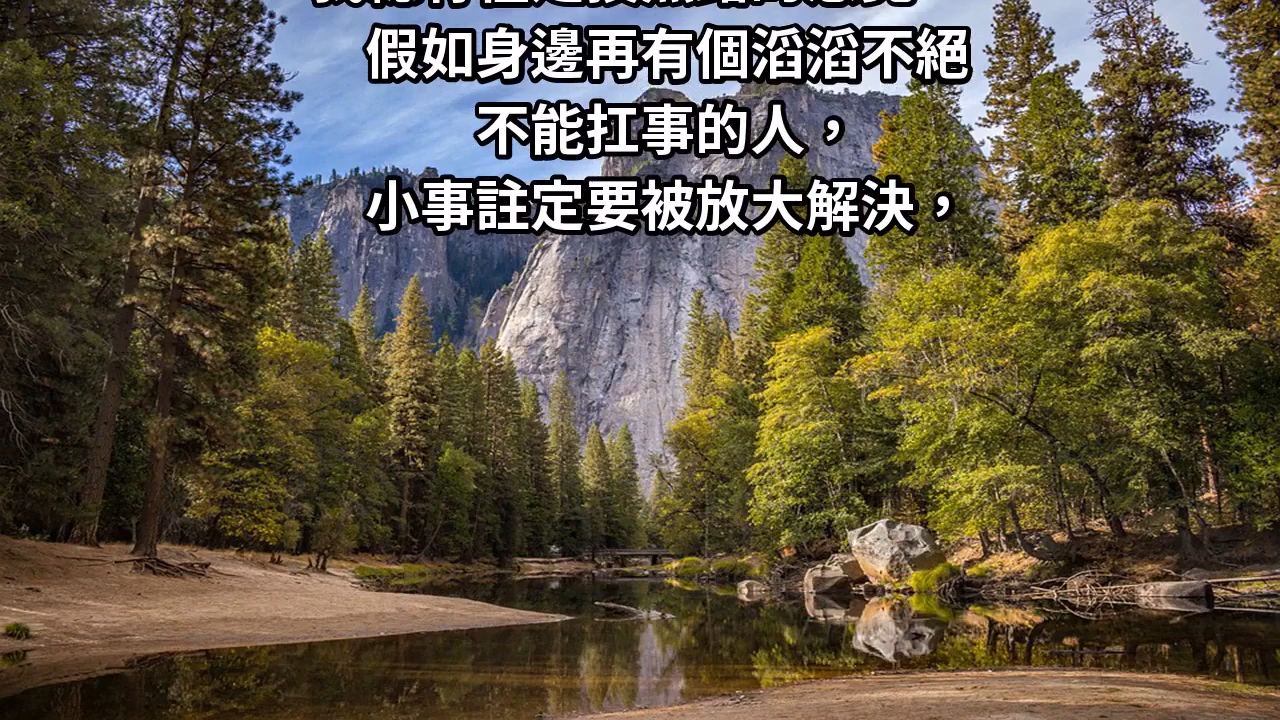 假如身邊再有個滔滔不絕
不能扛事的人，
小事註定要被放大解決，